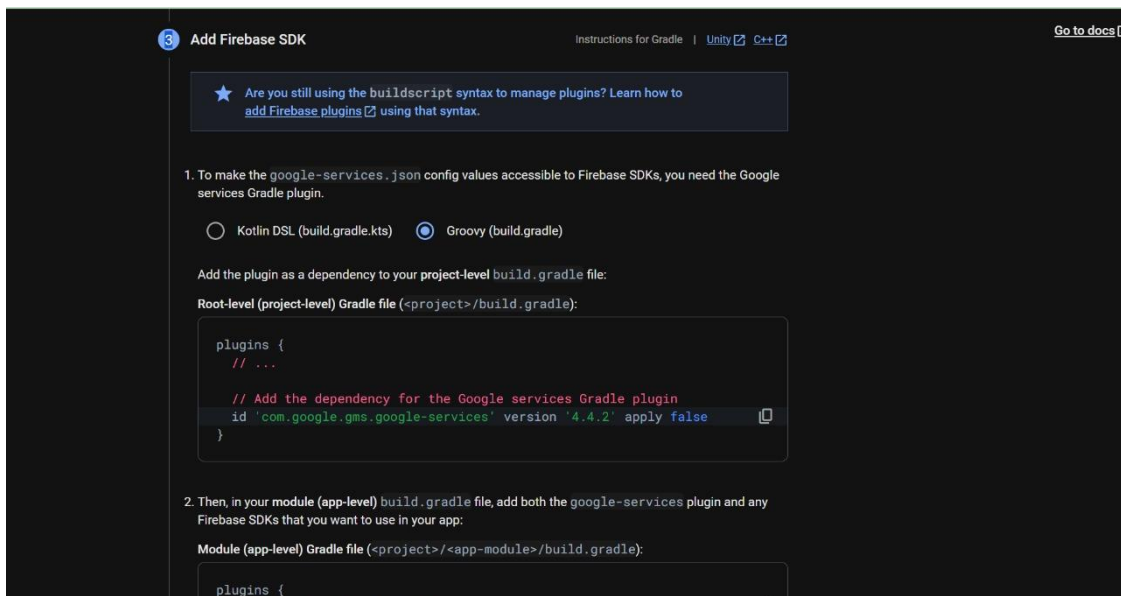 3 Add Firebase SDK Instructions for Gradle | Unity C++ Go to docs
Are you still using the buildscript syntax to manage plugins? Learn how to
add Firebase plugins using that syntax.
1. To make the google-services.json config values accessible to Firebase SDKs, you need the Google
services Gradle plugin.
Kotlin DSL (build.gradle.kts) Groovy (build.gradle)
Add the plugin as a dependency to your project-level build.gradle file:
Root-level (project-level) Gradle file (<project>/build.gradle):
plugins {
// ...
// Add the dependency for the Google services Gradle plugin
id 'com.google.gms.google-services' version '4.4.2' apply false
}
2. Then, in your module (app-level) build.gradle file, add both the google-services plugin and any
Firebase SDKs that you want to use in your app:
Module (app-level) Gradle file (<project>/<app-module>/build.gradle):
plugins {